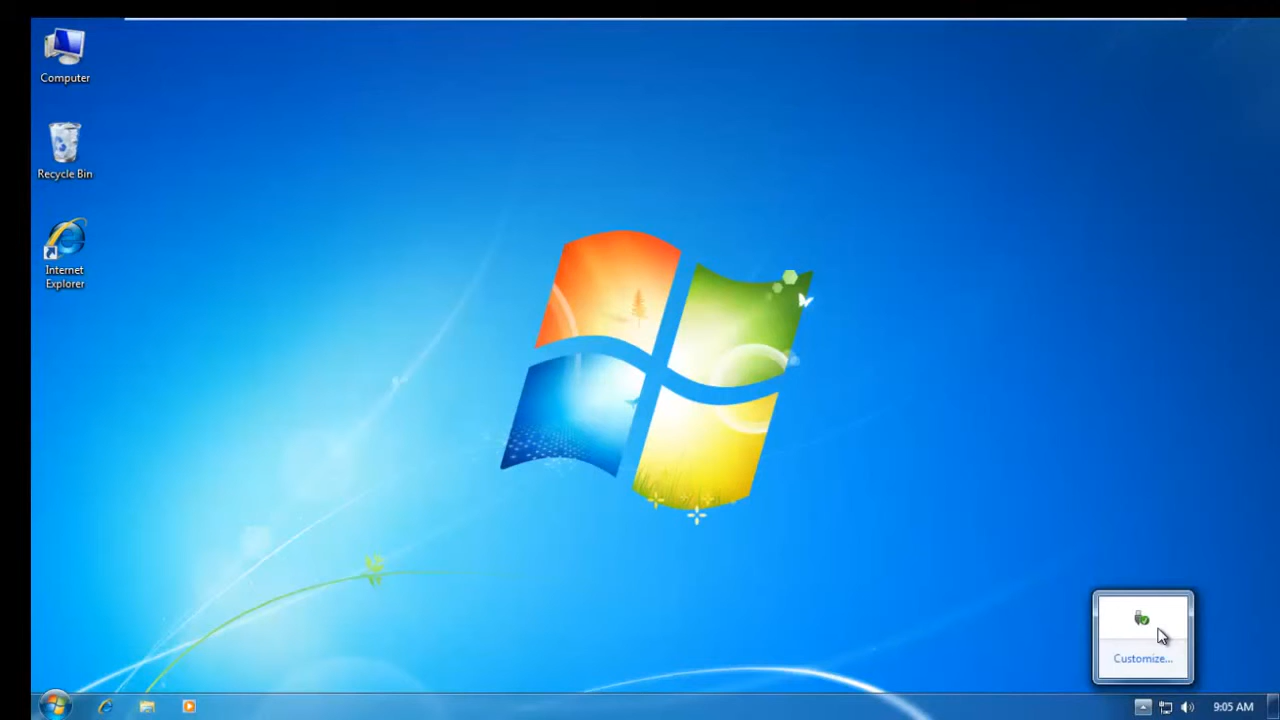 Computer
Recycle Bin
Internet
Explorer
Customize...
9:05 AM